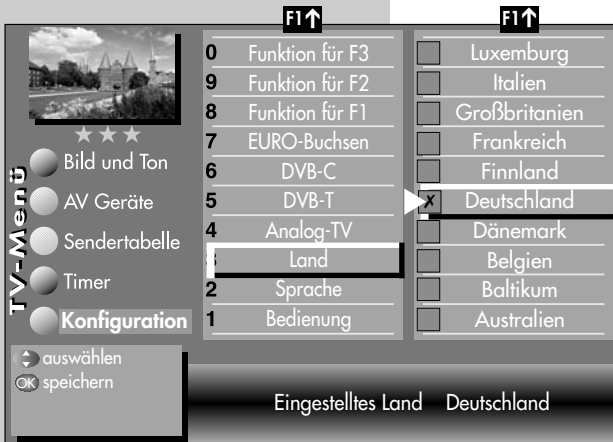 F1↑
F1↑
TV-Menü
Bild und Ton
AV Geräte
Sendertabelle
Timer
Konfiguration
auswählen
OK speichern
0 Funktion für F3
9 Funktion für F2
8 Funktion für F1
7 EURO-Buchsen
6 DVB-C
5 DVB-T
4 Analog-TV
3 Land
2 Sprache
1 Bedienung
Luxemburg
Italien
Großbritanien
Frankreich
Finnland
✗ Deutschland
Dänemark
Belgien
Baltikum
Australien
Eingestelltes Land Deutschland